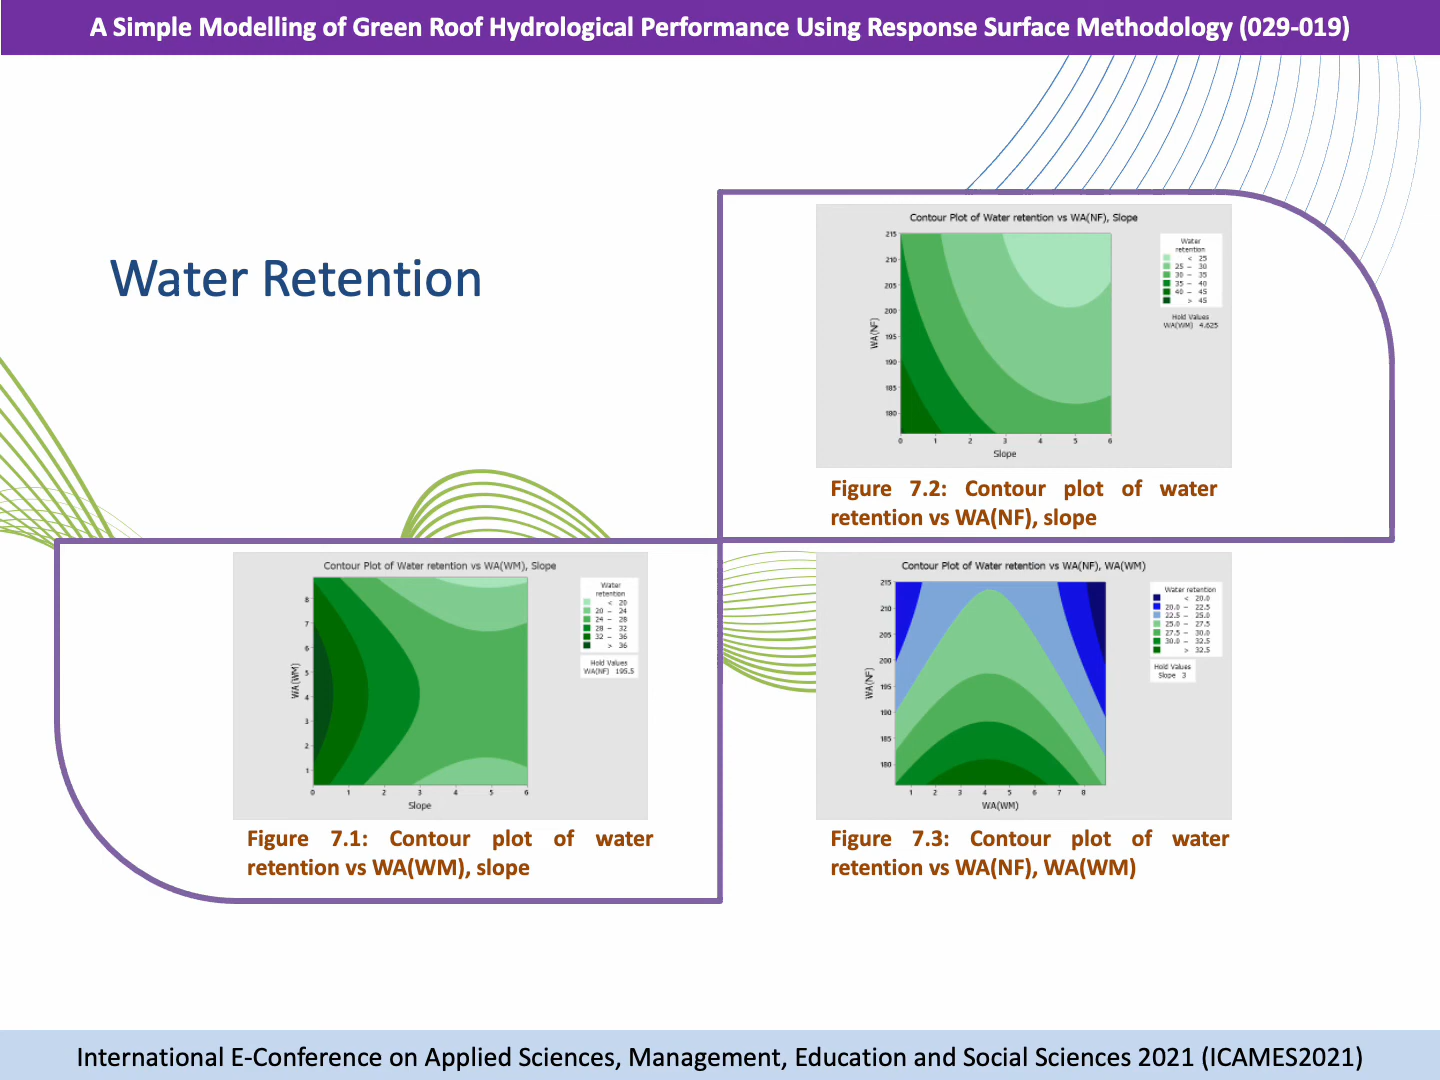 A Simple Modelling of Green Roof Hydrological Performance Using Response Surface Methodology (029-019)
Water Retention
Contour Plot of Water retention vs WA(NF), Slope
215
210
205
200
195
190
185
180
WA(NF)
0 1 2 3 4 5 6
Slope
Water
retention
< 25
25 – 30
30 – 35
35 – 40
40 – 45
> 45
Hold Values
WA(WM) 4.625
Figure 7.2: Contour plot of water
retention vs WA(NF), slope
Contour Plot of Water retention vs WA(WM), Slope
8
7
6
5
4
3
2
1
WA(WM)
0 1 2 3 4 5 6
Slope
Water
retention
< 20
20 – 24
24 – 28
28 – 32
32 – 36
> 36
Hold Values
WA(NF) 195.5
Figure 7.1: Contour plot of water
retention vs WA(WM), slope
Contour Plot of Water retention vs WA(NF), WA(WM)
215
210
205
200
195
190
185
180
WA(NF)
1 2 3 4 5 6 7 8
WA(WM)
Water retention
< 20.0
20.0 – 22.5
22.5 – 25.0
25.0 – 27.5
27.5 – 30.0
30.0 – 32.5
> 32.5
Hold Values
Slope 3
Figure 7.3: Contour plot of water
retention vs WA(NF), WA(WM)
International E-Conference on Applied Sciences, Management, Education and Social Sciences 2021 (ICAMES2021)